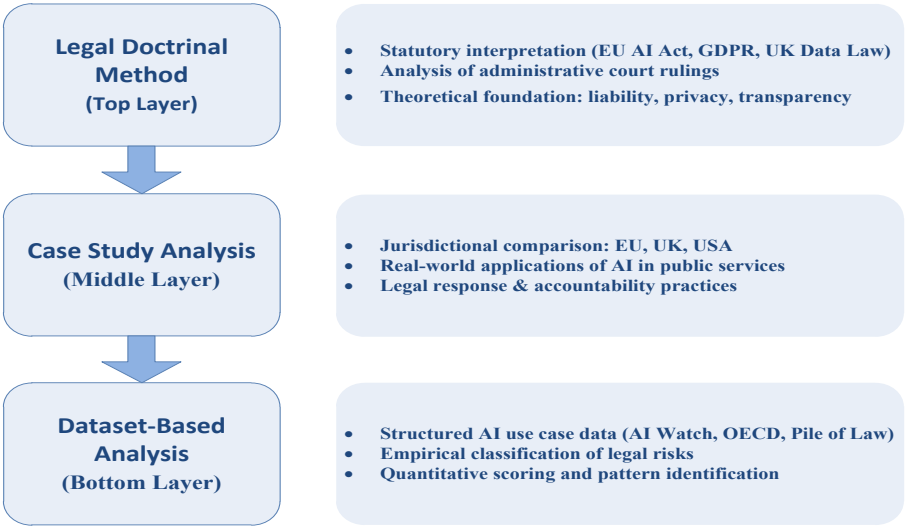 Legal Doctrinal
Method
(Top Layer)
• Statutory interpretation (EU AI Act, GDPR, UK Data Law)
• Analysis of administrative court rulings
• Theoretical foundation: liability, privacy, transparency
Case Study Analysis
(Middle Layer)
• Jurisdictional comparison: EU, UK, USA
• Real-world applications of AI in public services
• Legal response & accountability practices
Dataset-Based
Analysis
(Bottom Layer)
• Structured AI use case data (AI Watch, OECD, Pile of Law)
• Empirical classification of legal risks
• Quantitative scoring and pattern identification